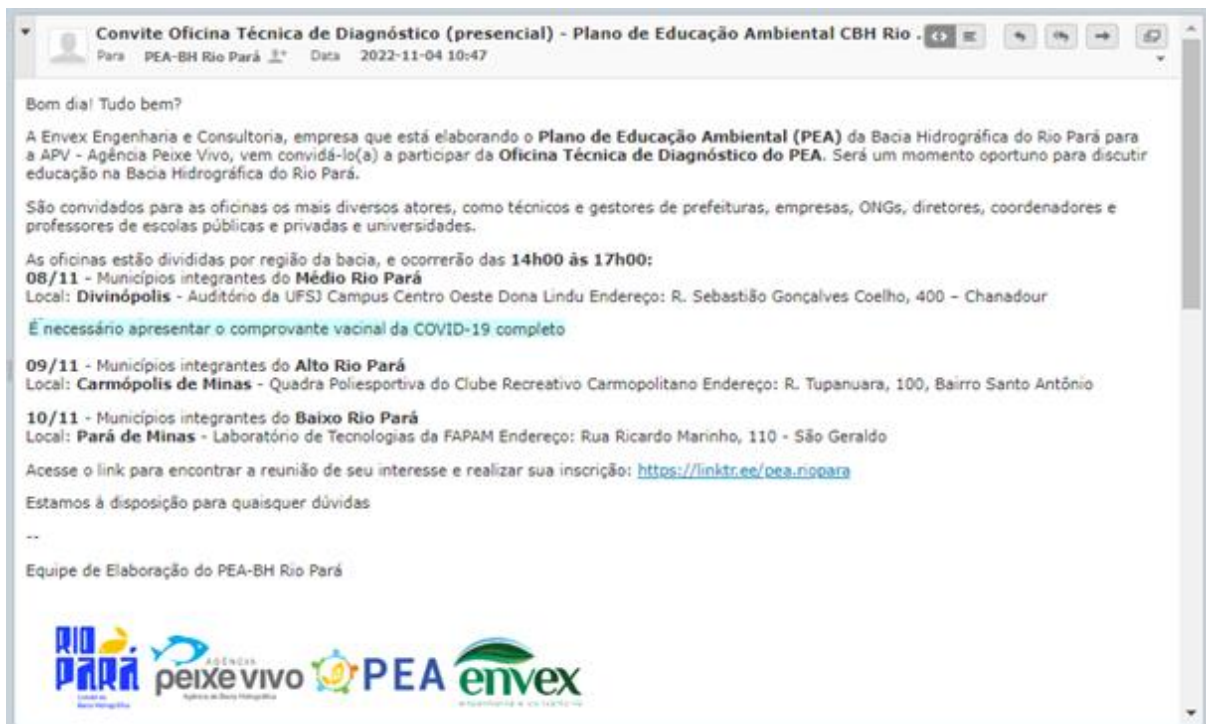 Convite Oficina Técnica de Diagnóstico (presencial) - Plano de Educação Ambiental CBH Rio .
Para PEA-BH Rio Pará Data 2022-11-04 10:47
Bom dia! Tudo bem?
A Envex Engenharia e Consultoria, empresa que está elaborando o Plano de Educação Ambiental (PEA) da Bacia Hidrográfica do Rio Pará para
a APV - Agência Peixe Vivo, vem convidá-lo(a) a participar da Oficina Técnica de Diagnóstico do PEA. Será um momento oportuno para discutir
educação na Bacia Hidrográfica do Rio Pará.
São convidados para as oficinas os mais diversos atores, como técnicos e gestores de prefeituras, empresas, ONGs, diretores, coordenadores e
professores de escolas públicas e privadas e universidades.
As oficinas estão divididas por região da bacia, e ocorrerão das 14h00 às 17h00:
08/11 - Municípios integrantes do Médio Rio Pará
Local: Divinópolis - Auditório da UFSJ Campus Centro Oeste Dona Lindu Endereço: R. Sebastião Gonçalves Coelho, 400 – Chanadour
É necessário apresentar o comprovante vacinal da COVID-19 completo
09/11 - Municípios integrantes do Alto Rio Pará
Local: Carmópolis de Minas - Quadra Poliesportiva do Clube Recreativo Carmopolitano Endereço: R. Tupanuara, 100, Bairro Santo Antônio
10/11 - Municípios integrantes do Baixo Rio Pará
Local: Pará de Minas - Laboratório de Tecnologias da FAPAM Endereço: Rua Ricardo Marinho, 110 - São Geraldo
Acesse o link para encontrar a reunião de seu interesse e realizar sua inscrição: https://linktr.ee/pea.riopara
Estamos à disposição para quaisquer dúvidas
--
Equipe de Elaboração do PEA-BH Rio Pará
RIO
PARÁ
AGÊNCIA
peixe vivo
Agência de Bacia Hidrográfica
PEA
envex
engenharia e consultoria